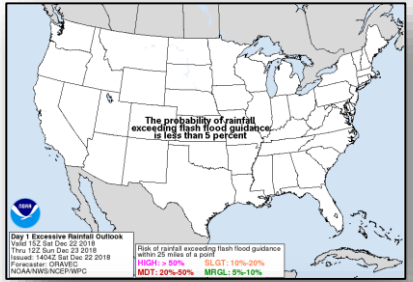 The probability of rainfall
exceeding flash flood guidance
is less than 5 percent
NOAA
Day 1 Excessive Rainfall Outlook
Valid 15Z Sat Dec 22 2018
Thru 12Z Sun Dec 23 2018
Issued: 1404Z Sat Dec 22 2018
Forecaster: ORAVEC
NOAA/NWS/NCEP/WPC
Risk of rainfall exceeding flash flood guidance
within 25 miles of a point
HIGH: > 50% SLGT: 10%-20%
MDT: 20%-50% MRGL: 5%-10%